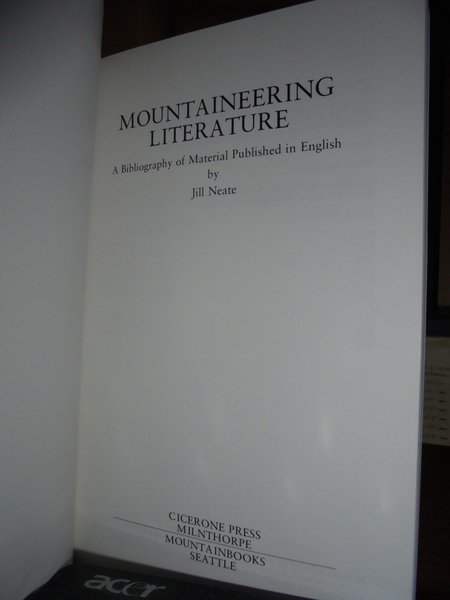 MOUNTAINEERING
LITERATURE
A Bibliography of Material Published in English
by
Jill Neate
CICERONE PRESS
MILNTHORPE
MOUNTAINBOOKS
SEATTLE
acer